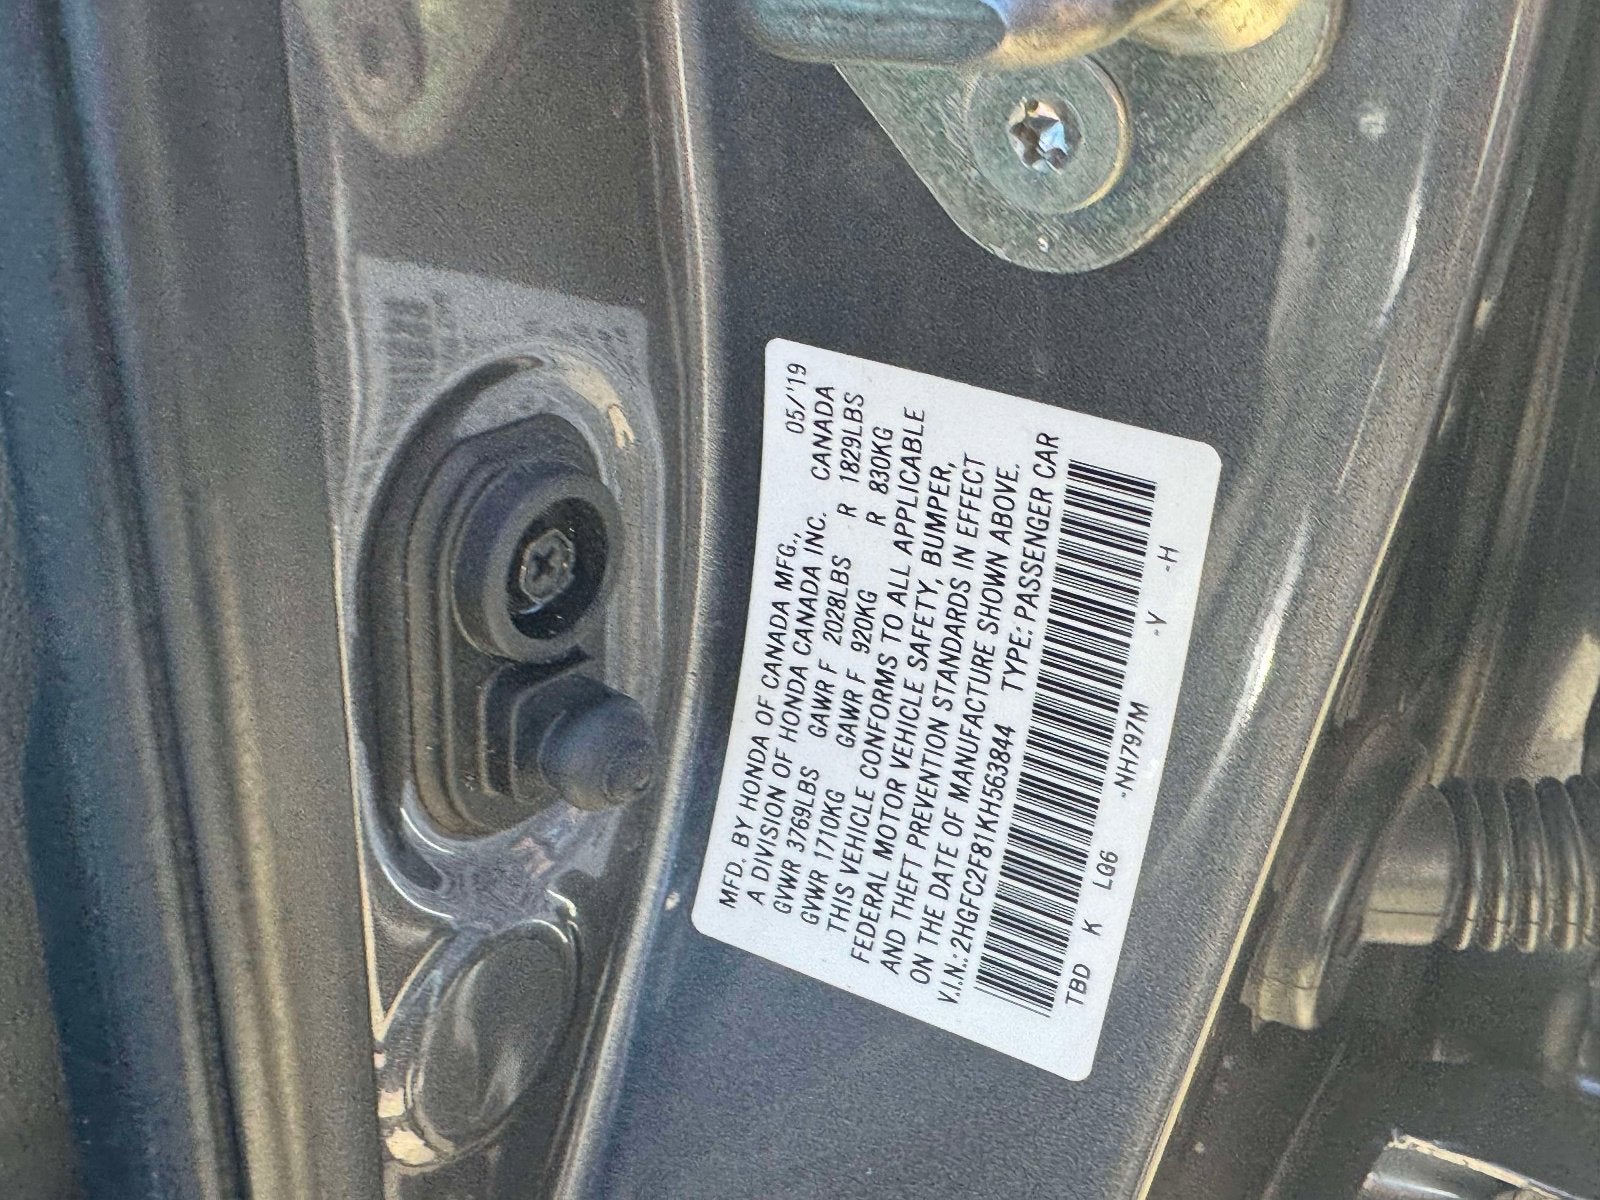 MFD. BY HONDA OF CANADA MFG., 05/'19
A DIVISION OF HONDA CANADA INC. CANADA
GVWR 3769LBS GAWR F 2028LBS R 1829LBS
GVWR 1710KG GAWR F 920KG R 830KG
THIS VEHICLE CONFORMS TO ALL APPLICABLE
FEDERAL MOTOR VEHICLE SAFETY, BUMPER,
AND THEFT PREVENTION STANDARDS IN EFFECT
ON THE DATE OF MANUFACTURE SHOWN ABOVE.
V.I.N.:2HGFC2F81KH563844 TYPE: PASSENGER CAR
TBD K LQ6 -NH797M -Y -H